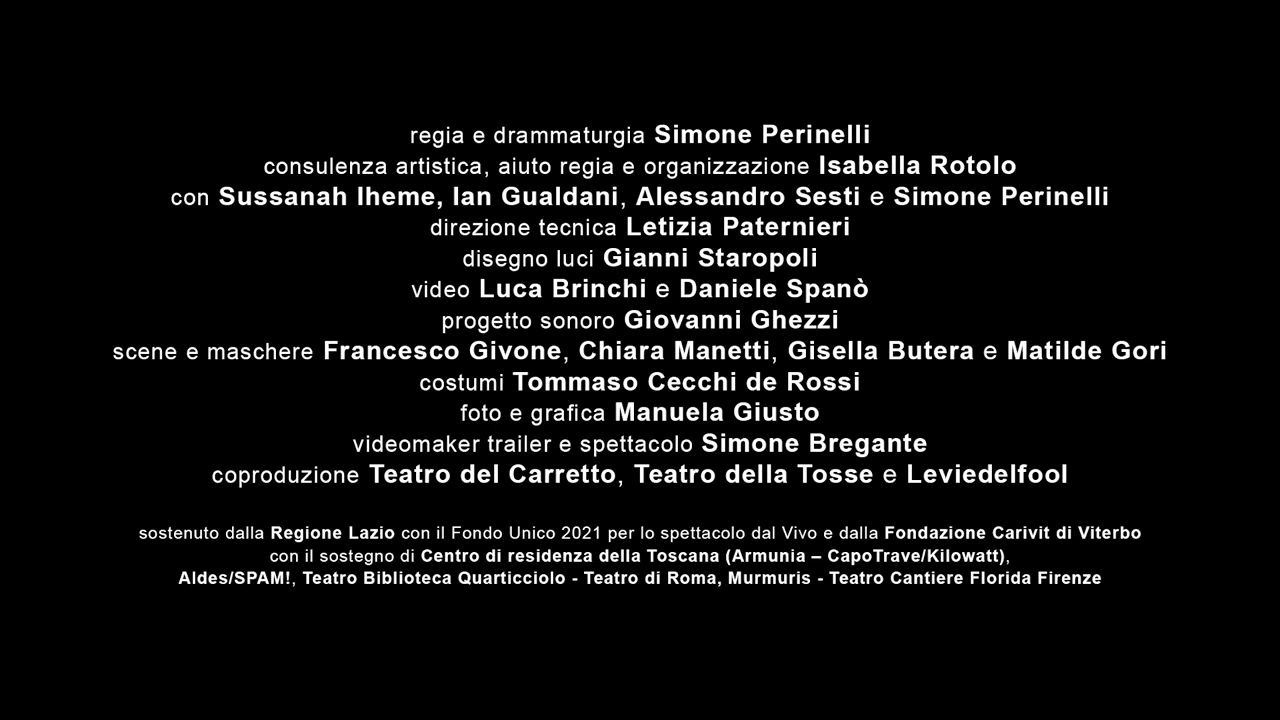 regia e drammaturgia Simone Perinelli
consulenza artistica, aiuto regia e organizzazione Isabella Rotolo
con Sussanah Iheme, Ian Gualdani, Alessandro Sesti e Simone Perinelli
direzione tecnica Letizia Paternieri
disegno luci Gianni Staropoli
video Luca Brinchi e Daniele Spanò
progetto sonoro Giovanni Ghezzi
scene e maschere Francesco Givone, Chiara Manetti, Gisella Butera e Matilde Gori
costumi Tommaso Cecchi de Rossi
foto e grafica Manuela Giusto
videomaker trailer e spettacolo Simone Bregante
coproduzione Teatro del Carretto, Teatro della Tosse e Leviedelfool
sostenuto dalla Regione Lazio con il Fondo Unico 2021 per lo spettacolo dal Vivo e dalla Fondazione Carivit di Viterbo
con il sostegno di Centro di residenza della Toscana (Armunia – CapoTrave/Kilowatt),
Aldes/SPAM!, Teatro Biblioteca Quarticciolo - Teatro di Roma, Murmuris - Teatro Cantiere Florida Firenze